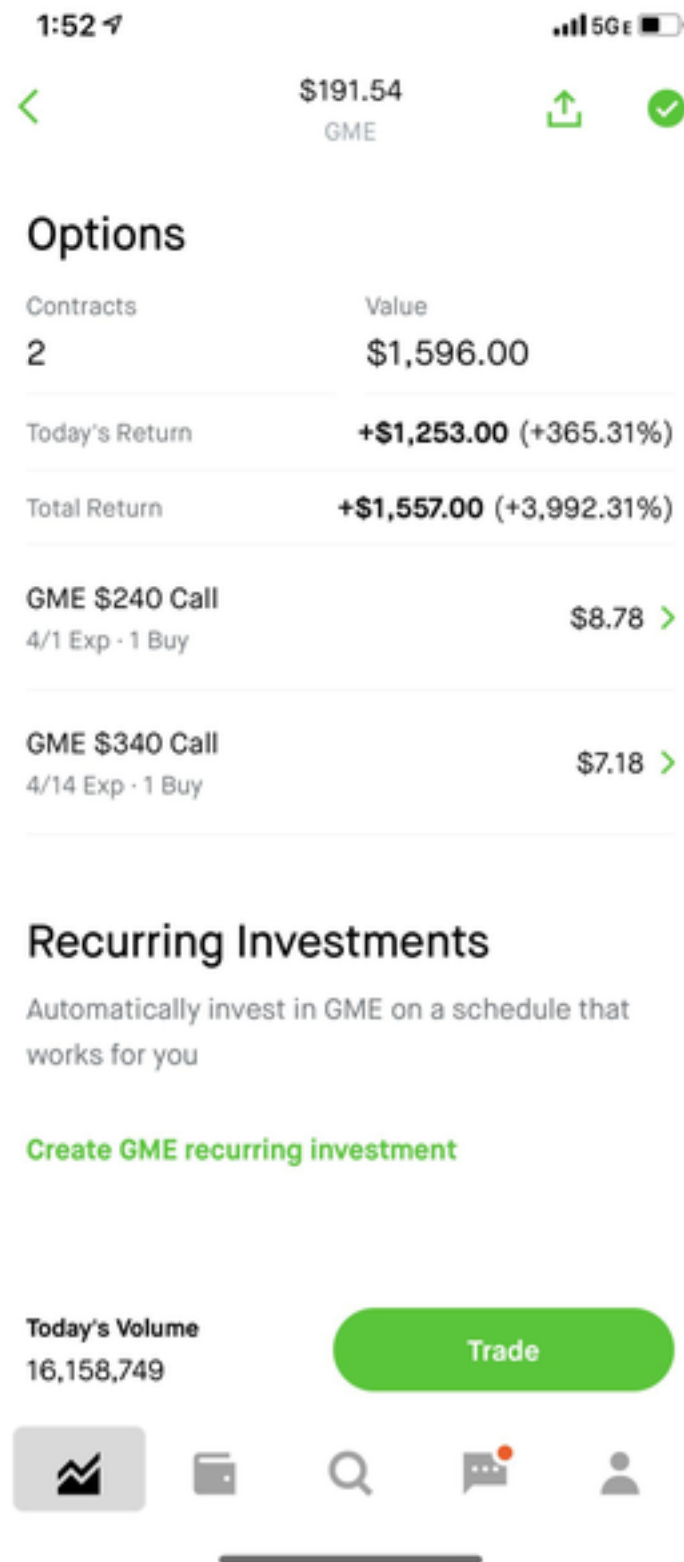 1:52
5GE
$191.54
GME
Options
Contracts Value
2 $1,596.00
Today's Return +$1,253.00 (+365.31%)
Total Return +$1,557.00 (+3,992.31%)
GME $240 Call
$8.78
4/1 Exp · 1 Buy
GME $340 Call
$7.18
4/14 Exp · 1 Buy
Recurring Investments
Automatically invest in GME on a schedule that
works for you
Create GME recurring investment
Today's Volume
16,158,749
Trade